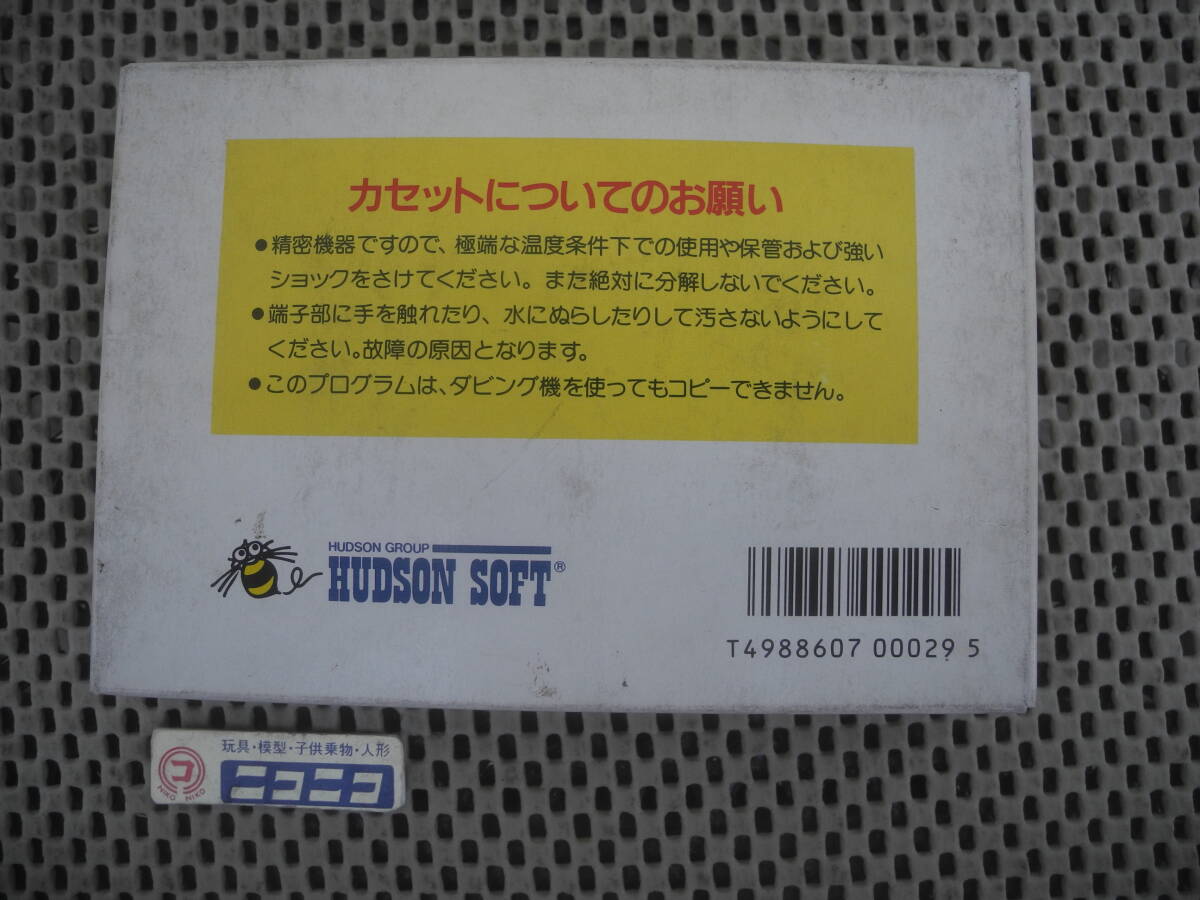 カセットについてのお願い
●精密機器ですので、極端な温度条件下での使用や保管および強い
ショックをさけてください。また絶対に分解しないでください。
●端子部に手を触れたり、水にぬらしたりして汚さないようにして
ください。故障の原因となります。
●このプログラムは、ダビング機を使ってもコピーできません。
HUDSON GROUP
HUDSON SOFT®
T4988607 00029 5
玩具・模型・子供乗物・人形
ニコニコ
コ
NIKO NIKO